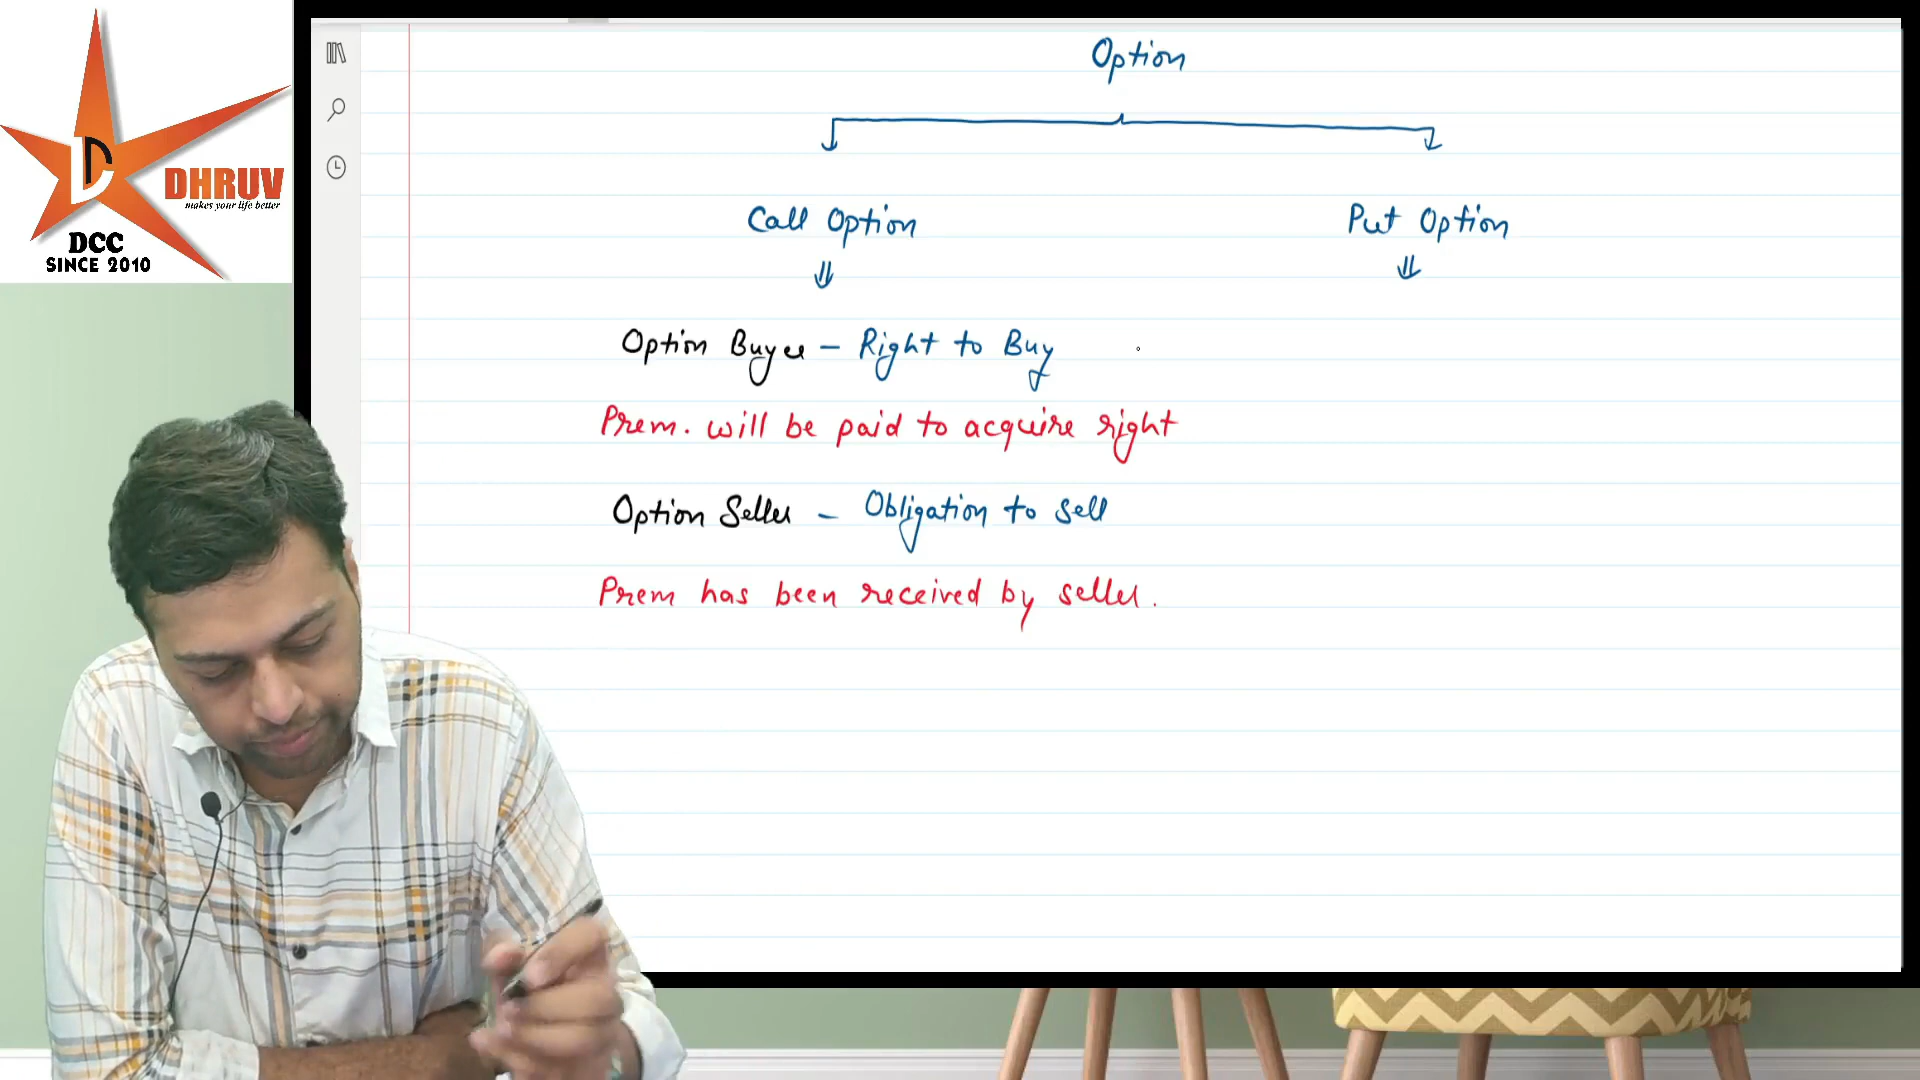 DC
DHRUV
makes your life better
DCC
SINCE 2010
Option
Call Option
Put Option
Option Buyer – Right to Buy
Prem. will be paid to acquire right
Option Seller – Obligation to sell
Prem has been received by seller.